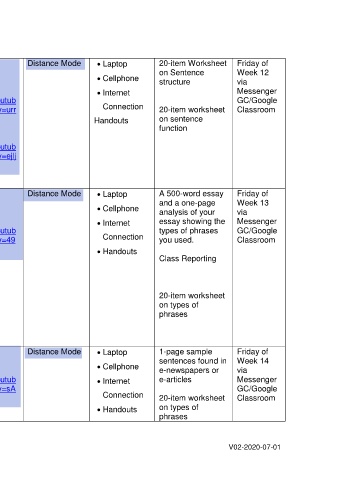 Distance Mode
• Laptop
• Cellphone
• Internet
Connection
Handouts
20-item Worksheet
on Sentence
structure
20-item worksheet
on sentence
function
Friday of
Week 12
via
Messenger
GC/Google
Classroom
utub
=urr
utub
=ejlj
Distance Mode
• Laptop
• Cellphone
• Internet
Connection
• Handouts
A 500-word essay
and a one-page
analysis of your
essay showing the
types of phrases
you used.
Class Reporting
20-item worksheet
on types of
phrases
Friday of
Week 13
via
Messenger
GC/Google
Classroom
utub
=49
Distance Mode
• Laptop
• Cellphone
• Internet
Connection
• Handouts
1-page sample
sentences found in
e-newspapers or
e-articles
20-item worksheet
on types of
phrases
Friday of
Week 14
via
Messenger
GC/Google
Classroom
utub
=sA
V02-2020-07-01